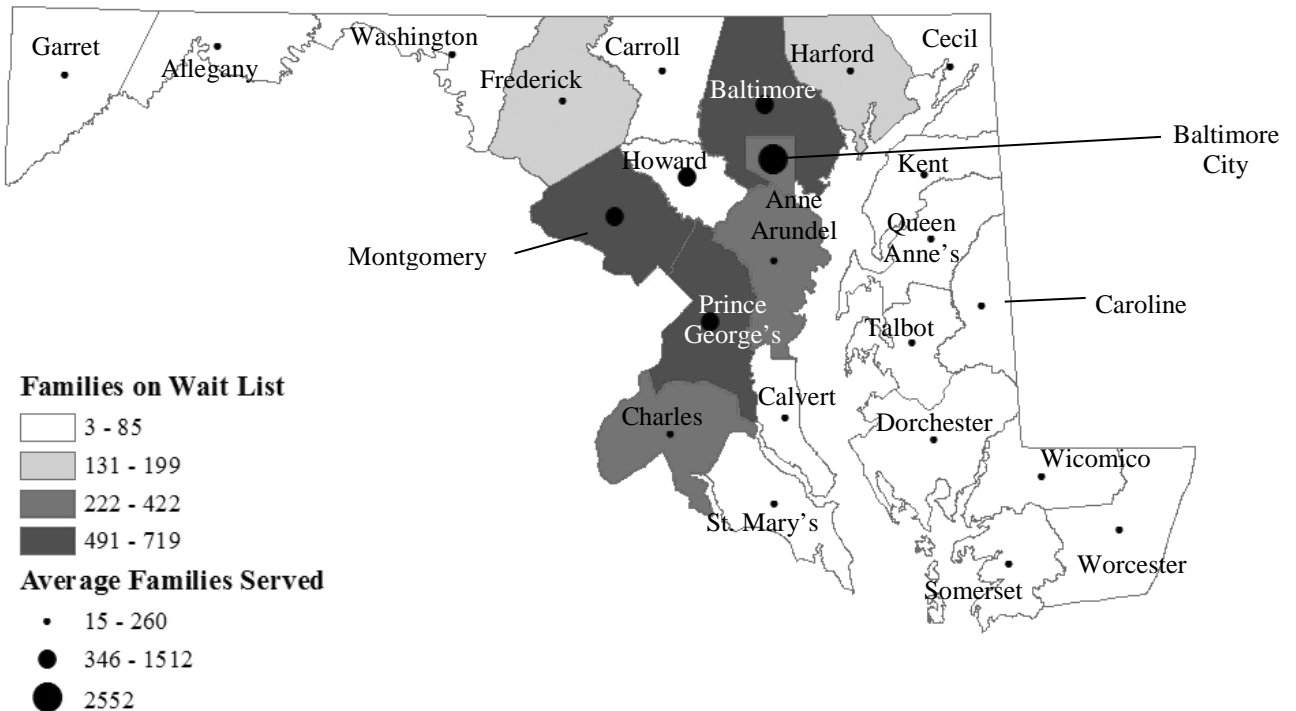 Garret
Allegany
Washington
Frederick
Carroll
Baltimore
Harford
Cecil
Baltimore
City
Howard
Kent
Anne
Arundel
Queen
Anne's
Montgomery
Prince
George's
Caroline
Talbot
Charles
Calvert
Dorchester
Wicomico
St. Mary's
Somerset
Worcester
Families on Wait List
3 - 85
131 - 199
222 - 422
491 - 719
Average Families Served
15 - 260
346 - 1512
2552